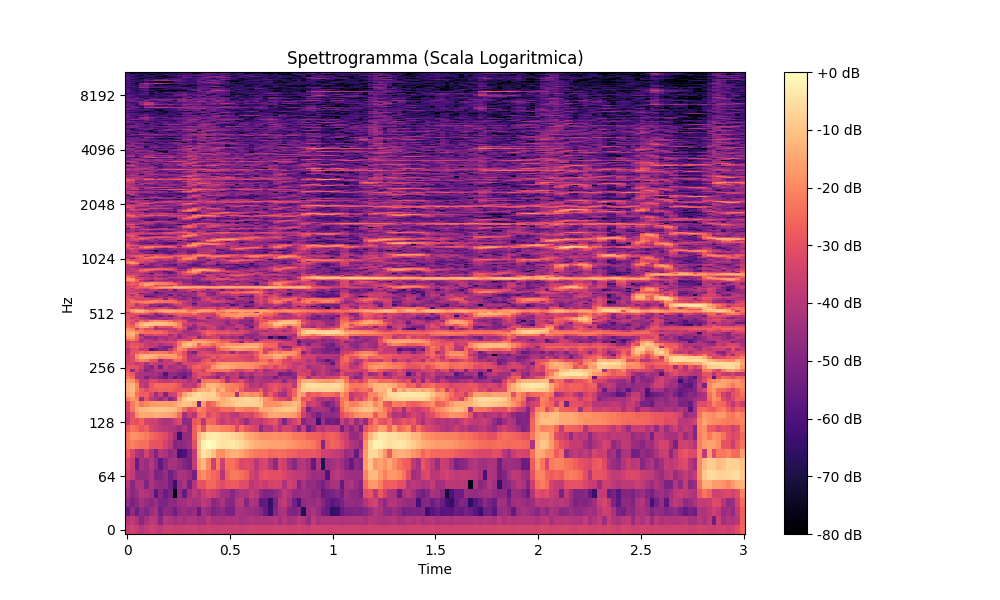 Spettrogramma (Scala Logaritmica)
Hz
8192
4096
2048
1024
512
256
128
64
0
0
0.5
1
1.5
2
2.5
3
Time
+0 dB
-10 dB
-20 dB
-30 dB
-40 dB
-50 dB
-60 dB
-70 dB
-80 dB